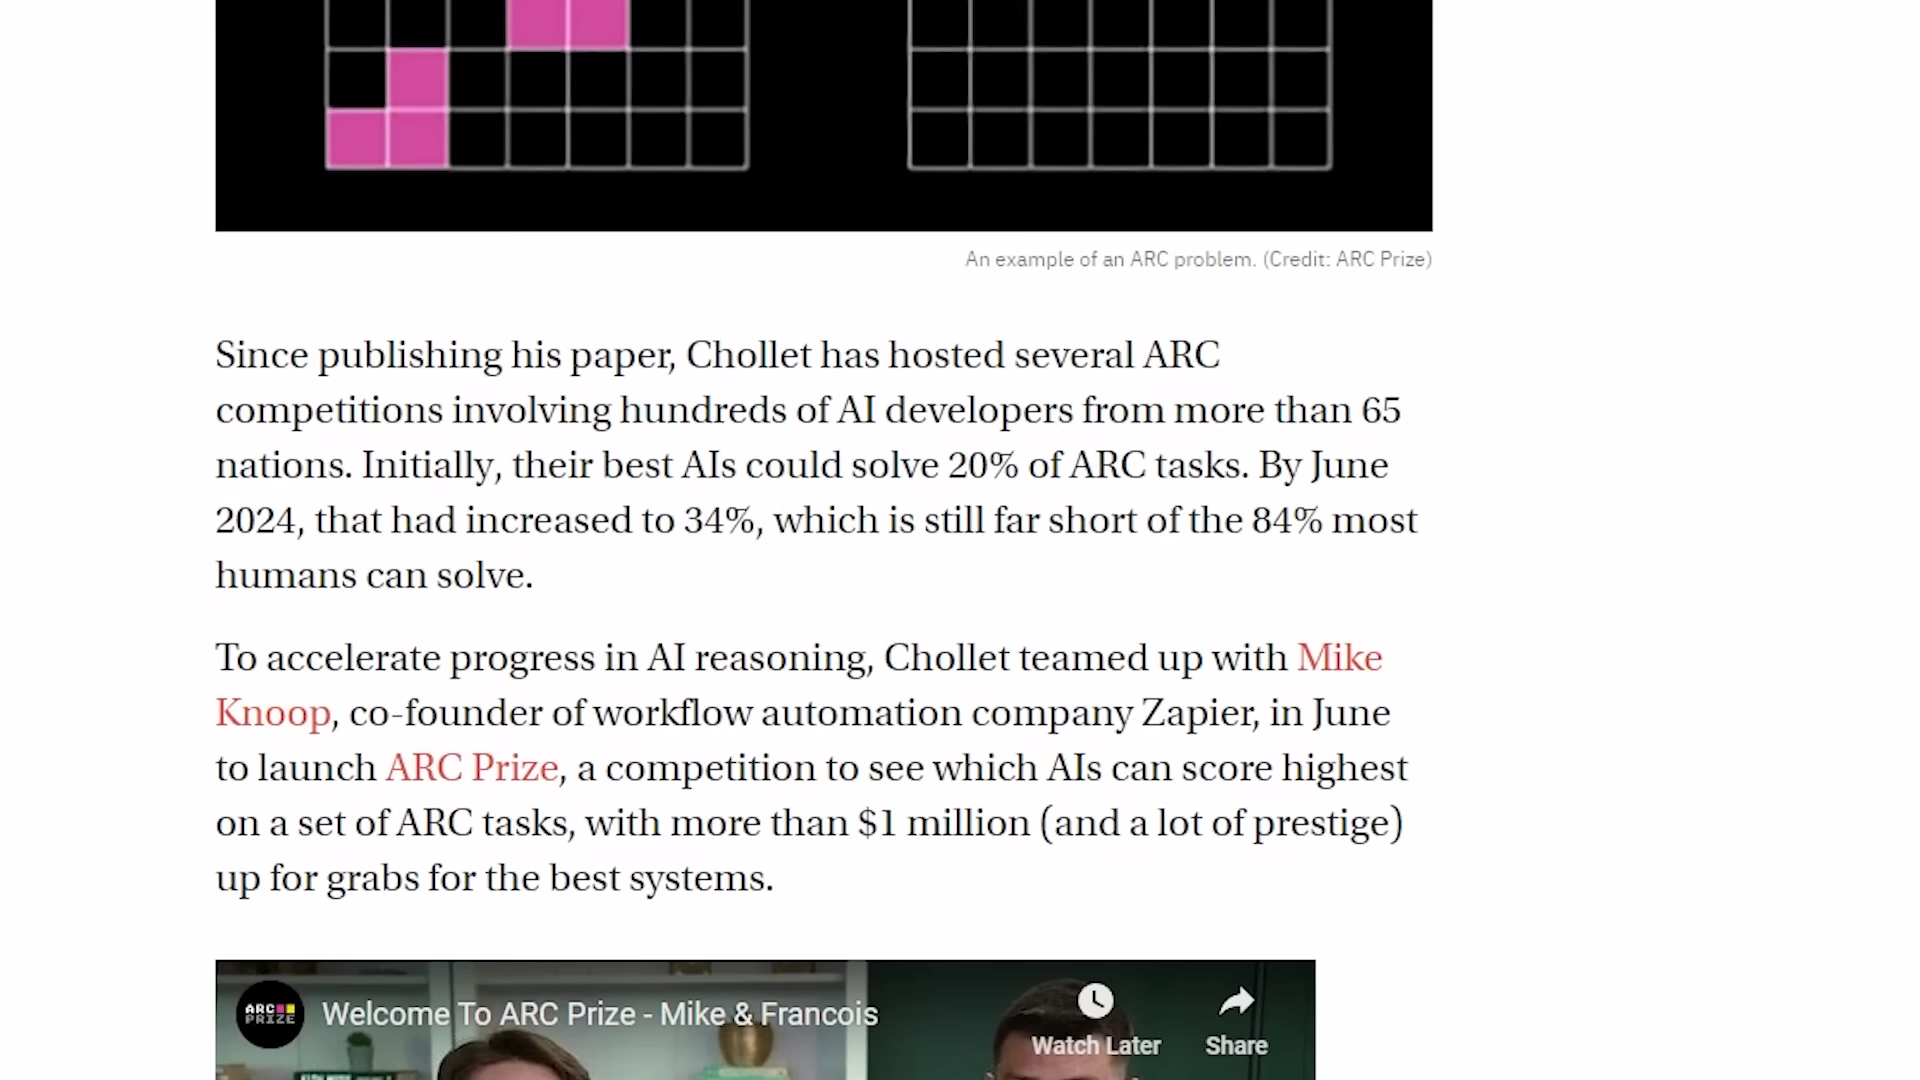 An example of an ARC problem. (Credit: ARC Prize)
Since publishing his paper, Chollet has hosted several ARC
competitions involving hundreds of AI developers from more than 65
nations. Initially, their best AIs could solve 20% of ARC tasks. By June
2024, that had increased to 34%, which is still far short of the 84% most
humans can solve.
To accelerate progress in AI reasoning, Chollet teamed up with Mike
Knoop, co-founder of workflow automation company Zapier, in June
to launch ARC Prize, a competition to see which AIs can score highest
on a set of ARC tasks, with more than $1 million (and a lot of prestige)
up for grabs for the best systems.
ARC
PRIZE
Welcome To ARC Prize - Mike & Francois
Watch Later
Share